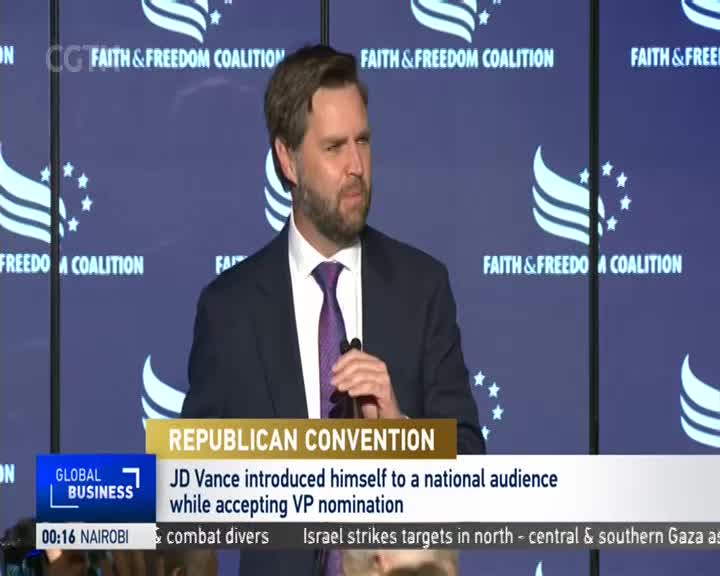 CGTN
FAITH & FREEDOM COALITION
FAITH & FREEDOM COALITION
FAITH & FREE
FREEDOM COALITION
FAITH & FREEDOM COALITION
FAITH
REPUBLICAN CONVENTION
GLOBAL
BUSINESS
JD Vance introduced himself to a national audience
while accepting VP nomination
00:16 NAIROBI
& combat divers Israel strikes targets in north - central & southern Gaza as